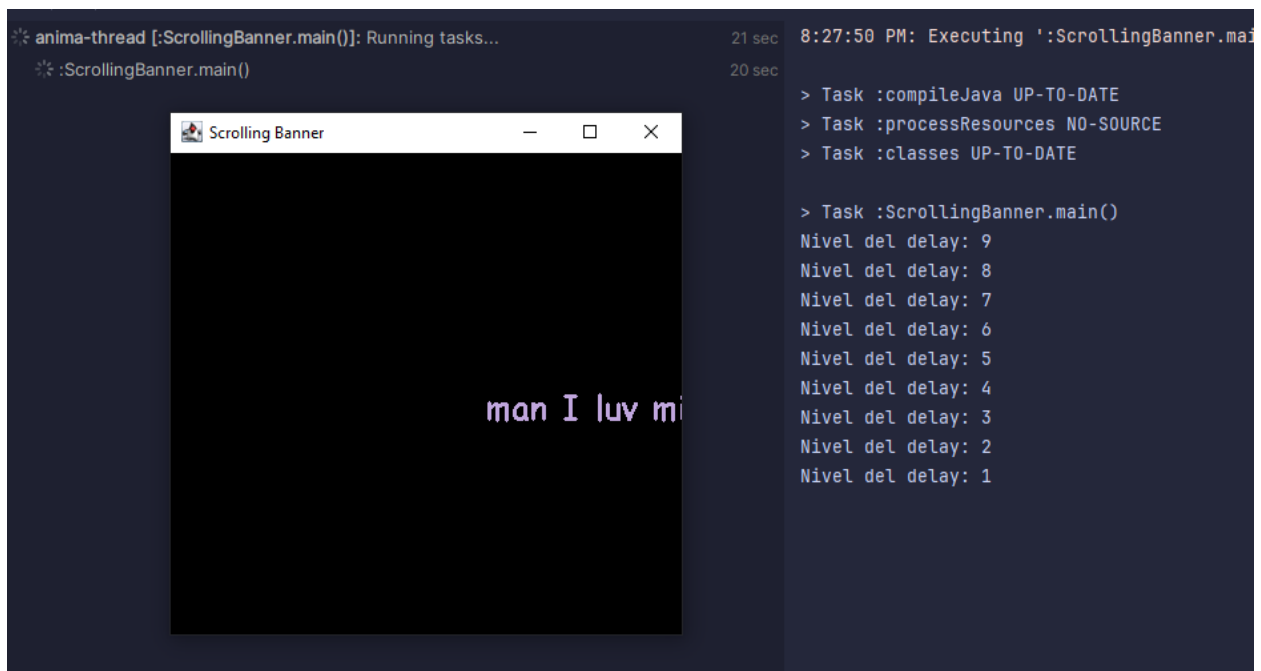 anima-thread [:ScrollingBanner.main()]: Running tasks... 21 sec
:ScrollingBanner.main() 20 sec
Scrolling Banner
man I luv mi
8:27:50 PM: Executing ':ScrollingBanner.mai
> Task :compileJava UP-TO-DATE
> Task :processResources NO-SOURCE
> Task :classes UP-TO-DATE
> Task :ScrollingBanner.main()
Nivel del delay: 9
Nivel del delay: 8
Nivel del delay: 7
Nivel del delay: 6
Nivel del delay: 5
Nivel del delay: 4
Nivel del delay: 3
Nivel del delay: 2
Nivel del delay: 1